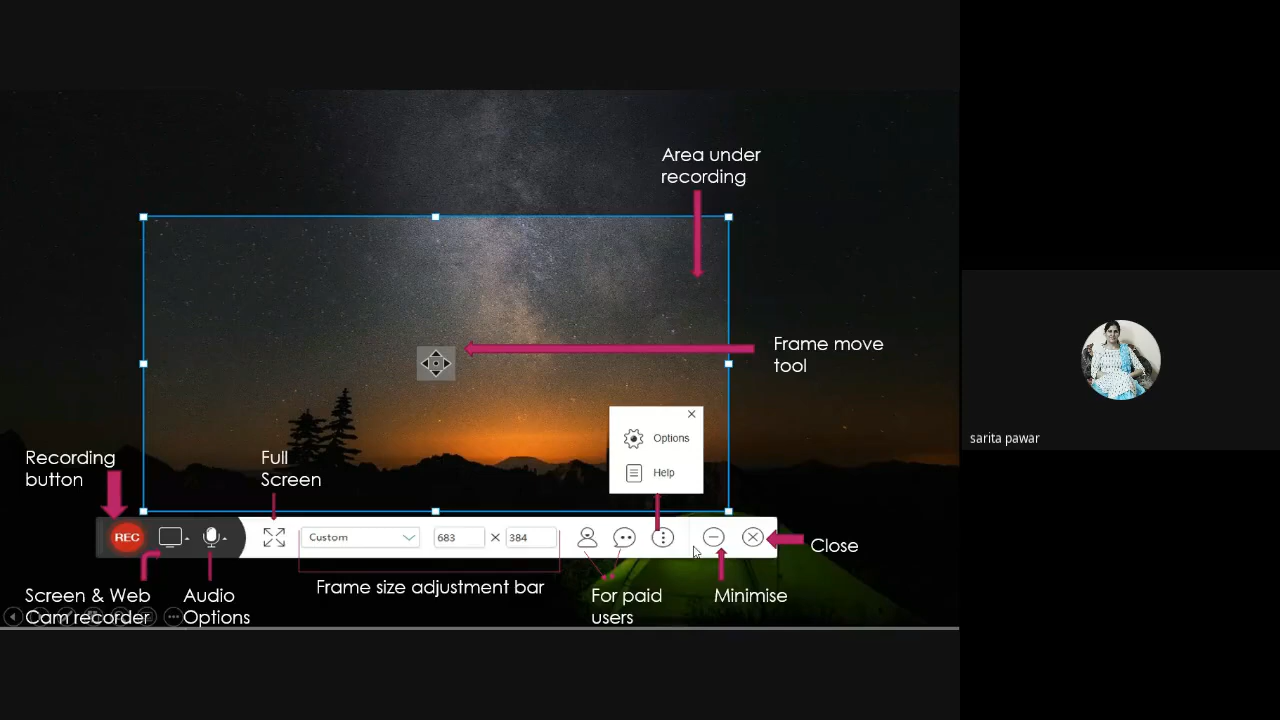 Area under
recording
Frame move
tool
Options
Help
Recording
button
Full
Screen
REC
Custom
683
384
Close
Frame size adjustment bar
Screen & Web
Cam recorder
Audio
Options
For paid
users
Minimise
sarita pawar